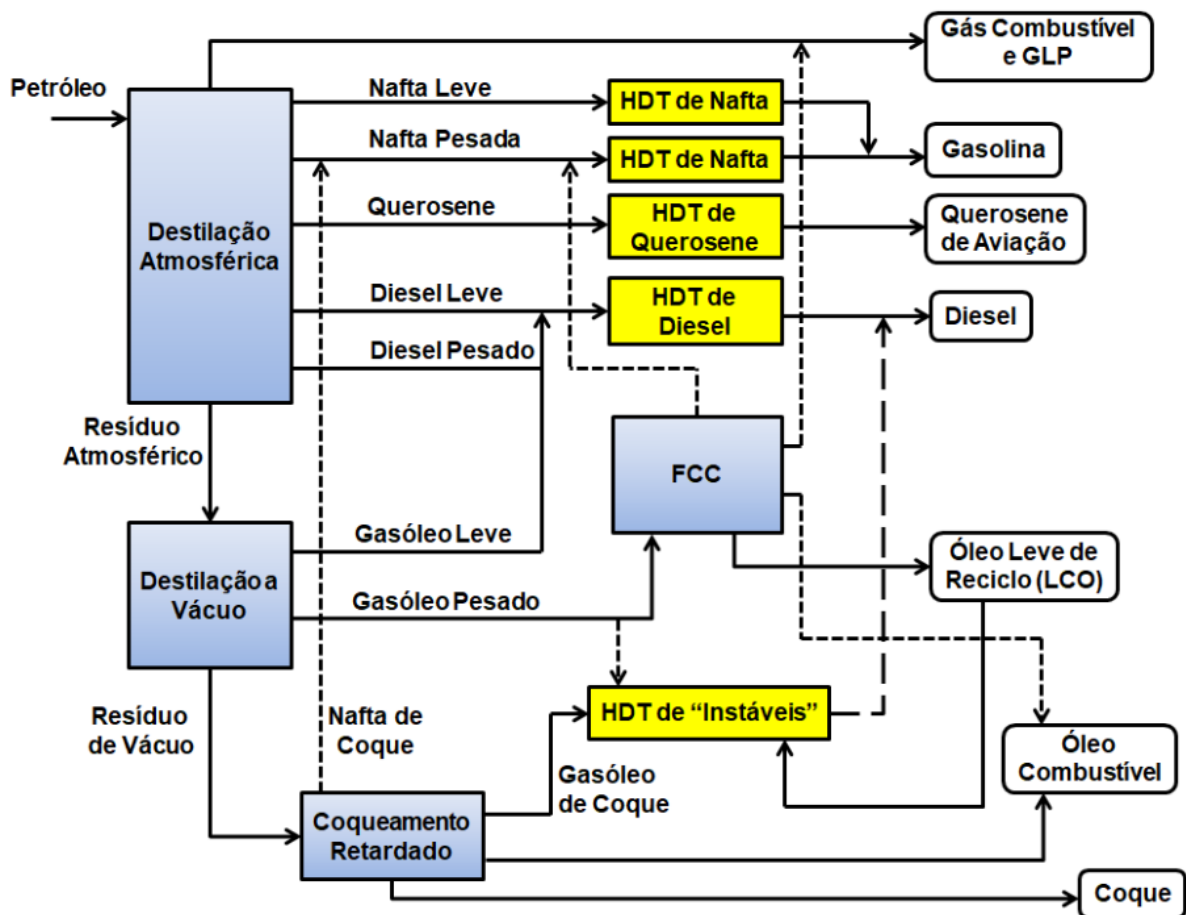 Gás Combustível
e GLP
Petróleo
Nafta Leve
HDT de Nafta
Nafta Pesada
HDT de Nafta
Gasolina
Destilação
Atmosférica
Querosene
HDT de
Querosene
Querosene
de Aviação
Diesel Leve
HDT de
Diesel
Diesel
Diesel Pesado
Resíduo
Atmosférico
FCC
Gasóleo Leve
Óleo Leve de
Reciclo (LCO)
Destilação a
Vácuo
Gasóleo Pesado
Resíduo
de Vácuo
Nafta de
Coque
HDT de “Instáveis”
Gasóleo
de Coque
Óleo
Combustível
Coqueamento
Retardado
Coque